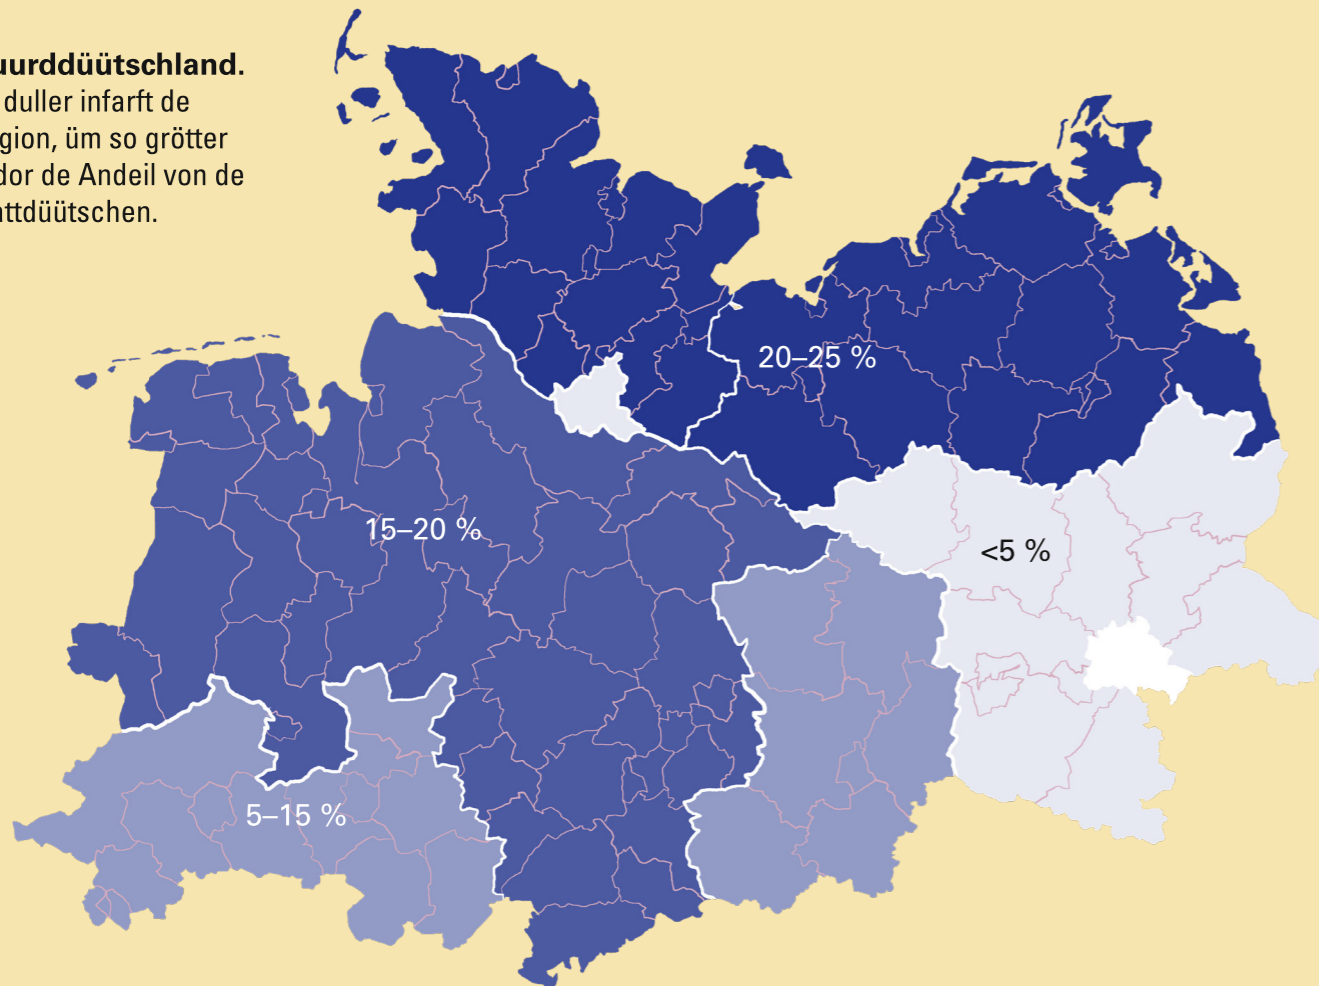 uurddüütschland.
duller infarft de
gion, üm so grötter
dor de Andeil von de
attdüütschen.
20–25 %
15–20 %
<5 %
5–15 %